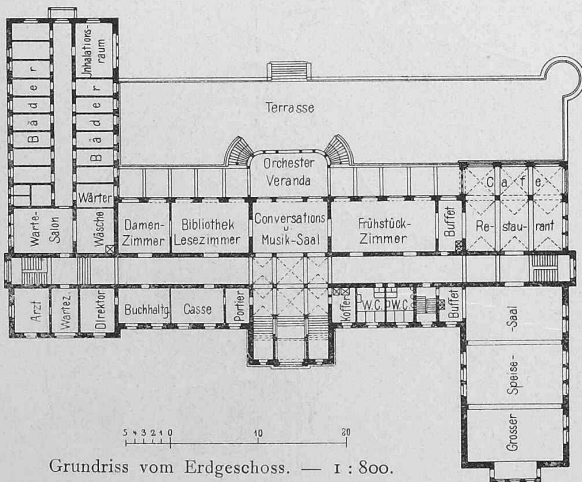 Inhalations-
raum
Bäder
Bäder
Terrasse
Orchester
Veranda
Café
Wärter
Warte-
Salon
Wäsche
Damen-
Zimmer
Bibliothek
Lesezimmer
Conversations
u.
Musik-Saal
Frühstück-
Zimmer
Buffet
Re-
stau-
rant
Arzt
Wartez.
Direktor
Buchhaltg.
Casse
Portier
Koffer
W.C.
W.C.
Buffet
Grosser
Speise-
-Saal
5 4 3 2 1 0 10 20
Grundriss vom Erdgeschoss. — 1 : 800.